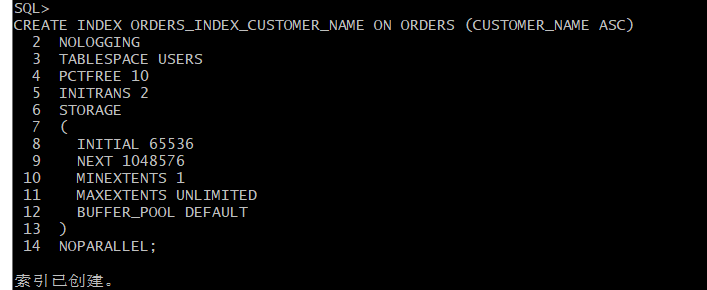 SQL>
CREATE INDEX ORDERS_INDEX_CUSTOMER_NAME ON ORDERS (CUSTOMER_NAME ASC)
  2  NOLOGGING
  3  TABLESPACE USERS
  4  PCTFREE 10
  5  INITRANS 2
  6  STORAGE
  7  (
  8    INITIAL 65536
  9    NEXT 1048576
 10    MINEXTENTS 1
 11    MAXEXTENTS UNLIMITED
 12    BUFFER_POOL DEFAULT
 13  )
 14  NOPARALLEL;
索引已创建。